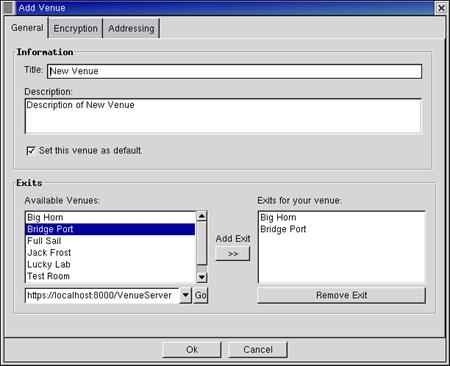 Add Venue
General Encryption Addressing
Information
Title: New Venue
Description:
Description of New Venue
Set this venue as default.
Exits
Available Venues:
Big Horn
Bridge Port
Full Sail
Jack Frost
Lucky Lab
Test Room
https://localhost:8000/VenueServer Go
Add Exit
>>
Exits for your venue:
Big Horn
Bridge Port
Remove Exit
Ok Cancel